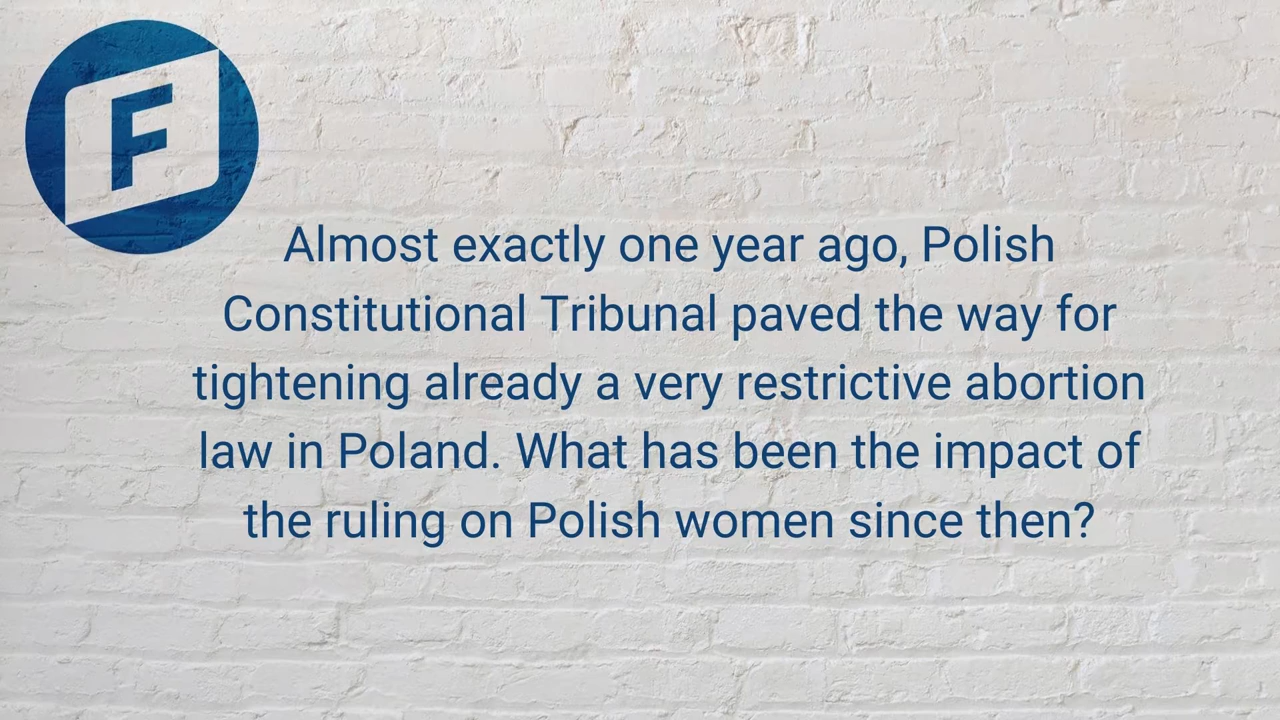 F
Almost exactly one year ago, Polish
Constitutional Tribunal paved the way for
tightening already a very restrictive abortion
law in Poland. What has been the impact of
the ruling on Polish women since then?